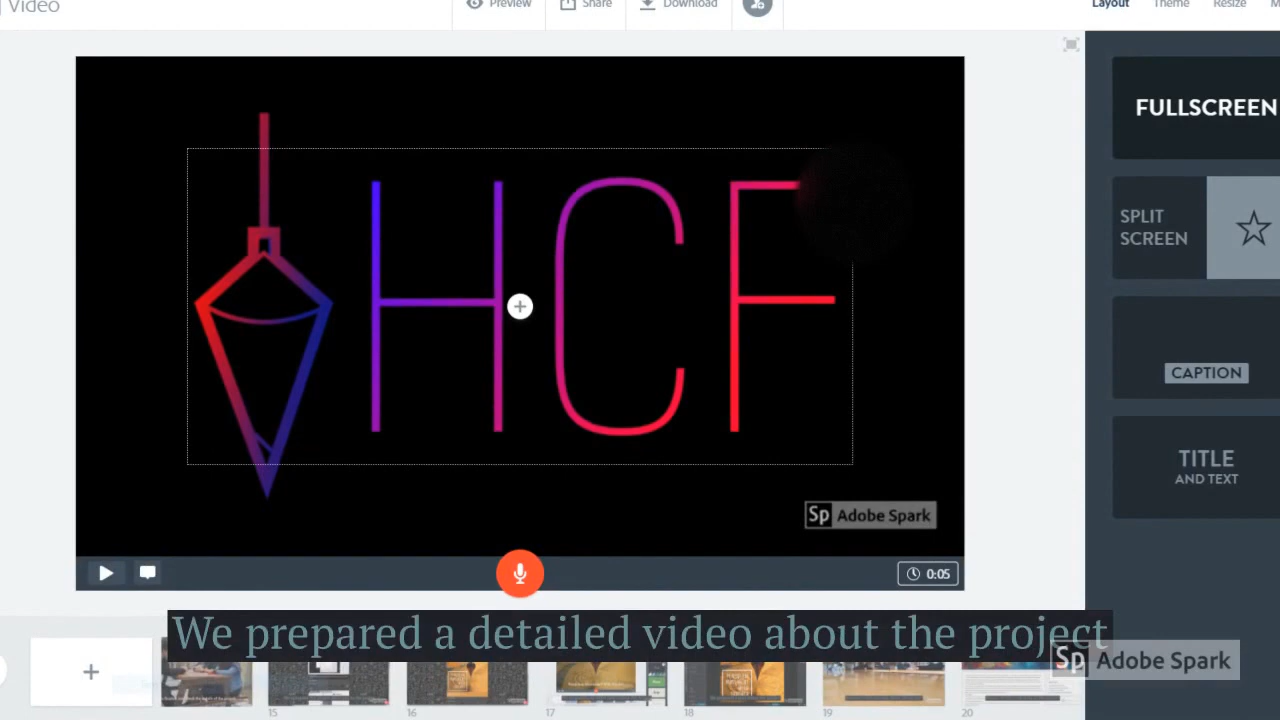 Video
Preview
Share
Download
Layout
Theme
Resize
HCF
Sp Adobe Spark
0:05
FULLSCREEN
SPLIT
SCREEN
CAPTION
TITLE
AND TEXT
We prepared a detailed video about the project
Sp Adobe Spark
15
16
17
18
19
20